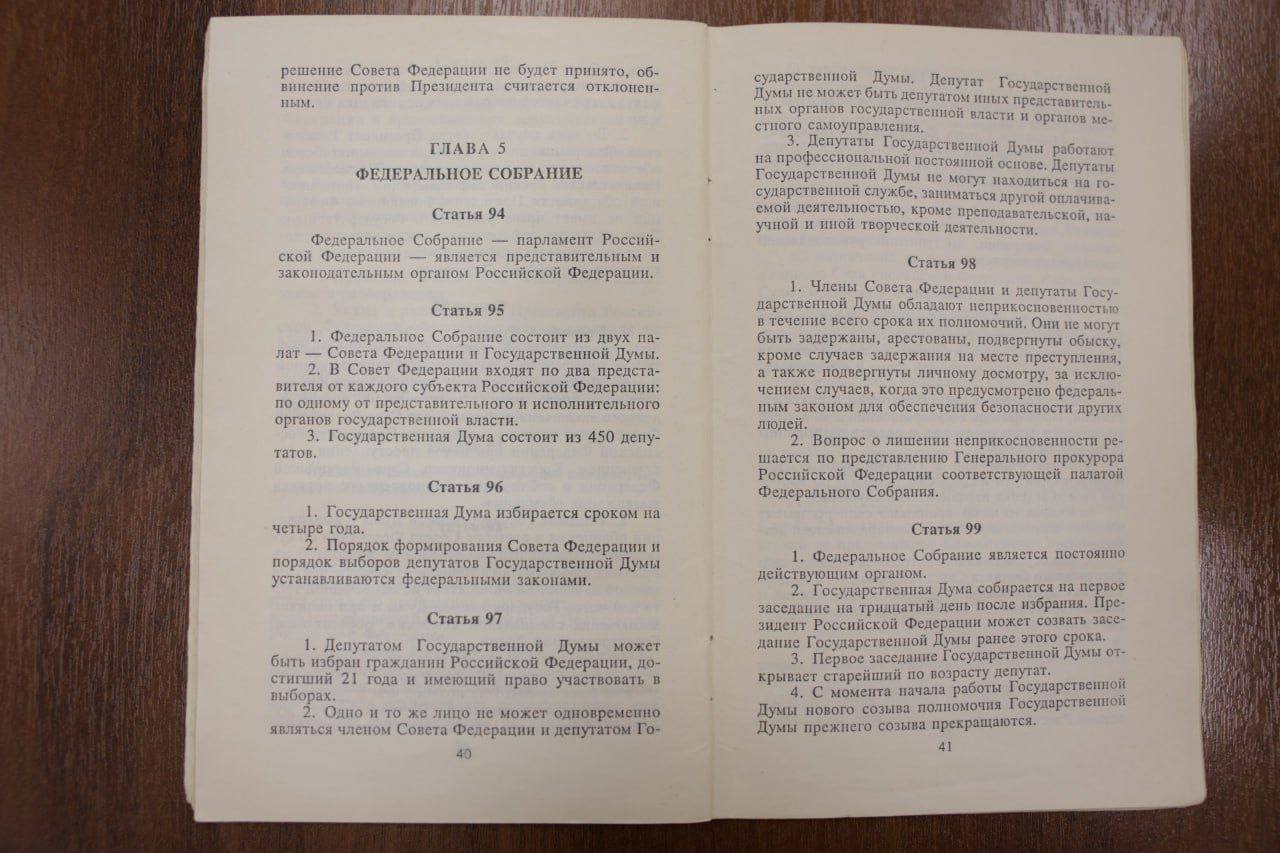 решение Совета Федерации не будет принято, об-
винение против Президента считается отклонен-
ным.
ГЛАВА 5
ФЕДЕРАЛЬНОЕ СОБРАНИЕ
Статья 94
Федеральное Собрание — парламент Россий-
ской Федерации — является представительным и
законодательным органом Российской Федерации.
Статья 95
1. Федеральное Собрание состоит из двух па-
лат — Совета Федерации и Государственной Думы.
2. В Совет Федерации входят по два предста-
вителя от каждого субъекта Российской Федерации:
по одному от представительного и исполнительного
органов государственной власти.
3. Государственная Дума состоит из 450 депу-
татов.
Статья 96
1. Государственная Дума избирается сроком на
четыре года.
2. Порядок формирования Совета Федерации и
порядок выборов депутатов Государственной Думы
устанавливаются федеральными законами.
Статья 97
1. Депутатом Государственной Думы может
быть избран гражданин Российской Федерации, до-
стигший 21 года и имеющий право участвовать в
выборах.
2. Одно и то же лицо не может одновременно
являться членом Совета Федерации и депутатом Го-
40
сударственной Думы. Депутат Государственной
Думы не может быть депутатом иных представитель-
ных органов государственной власти и органов ме-
стного самоуправления.
3. Депутаты Государственной Думы работают
на профессиональной постоянной основе. Депутаты
Государственной Думы не могут находиться на го-
сударственной службе, заниматься другой оплачива-
емой деятельностью, кроме преподавательской, на-
учной и иной творческой деятельности.
Статья 98
1. Члены Совета Федерации и депутаты Госу-
дарственной Думы обладают неприкосновенностью
в течение всего срока их полномочий. Они не могут
быть задержаны, арестованы, подвергнуты обыску,
кроме случаев задержания на месте преступления,
а также подвергнуты личному досмотру, за исклю-
чением случаев, когда это предусмотрено федераль-
ным законом для обеспечения безопасности других
людей.
2. Вопрос о лишении неприкосновенности ре-
шается по представлению Генерального прокурора
Российской Федерации соответствующей палатой
Федерального Собрания.
Статья 99
1. Федеральное Собрание является постоянно
действующим органом.
2. Государственная Дума собирается на первое
заседание на тридцатый день после избрания. Пре-
зидент Российской Федерации может созвать засе-
дание Государственной Думы ранее этого срока.
3. Первое заседание Государственной Думы от-
крывает старейший по возрасту депутат.
4. С момента начала работы Государственной
Думы нового созыва полномочия Государственной
Думы прежнего созыва прекращаются.
41